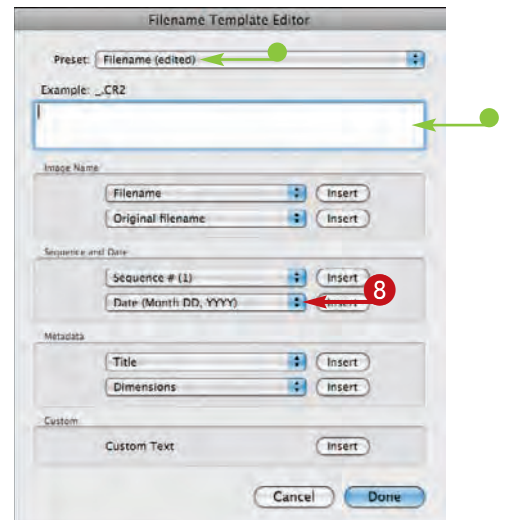 Filename Template Editor
Preset: Filename (edited)
Example: _.CR2
Image Name
Filename Insert
Original filename Insert
Sequence and Date
Sequence # (1) Insert
Date (Month DD, YYYY) Insert
8
Metadata
Title Insert
Dimensions Insert
Custom
Custom Text Insert
Cancel Done